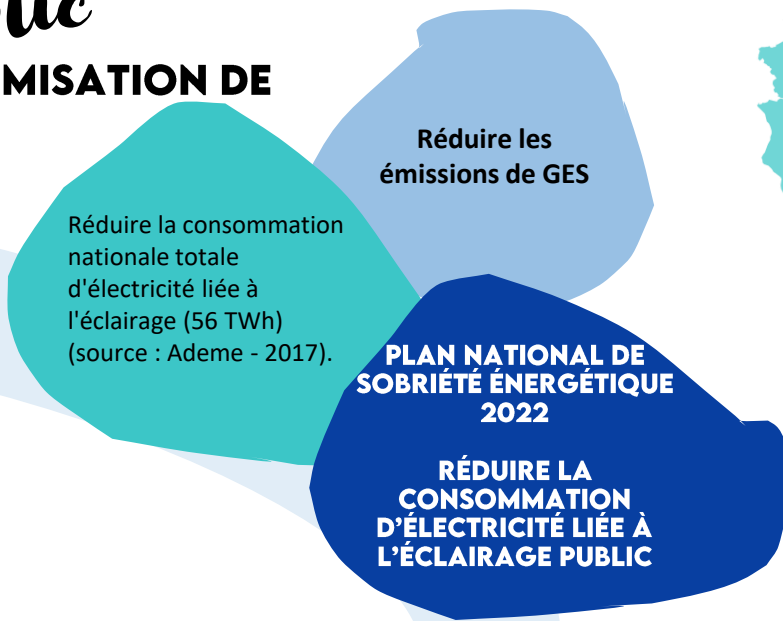 MISATION DE
Réduire les
émissions de GES
Réduire la consommation
nationale totale
d'électricité liée à
l'éclairage (56 TWh)
(source : Ademe - 2017).
PLAN NATIONAL DE
SOBRIÉTÉ ÉNERGÉTIQUE
2022
RÉDUIRE LA
CONSOMMATION
D'ÉLECTRICITÉ LIÉE À
L'ÉCLAIRAGE PUBLIC